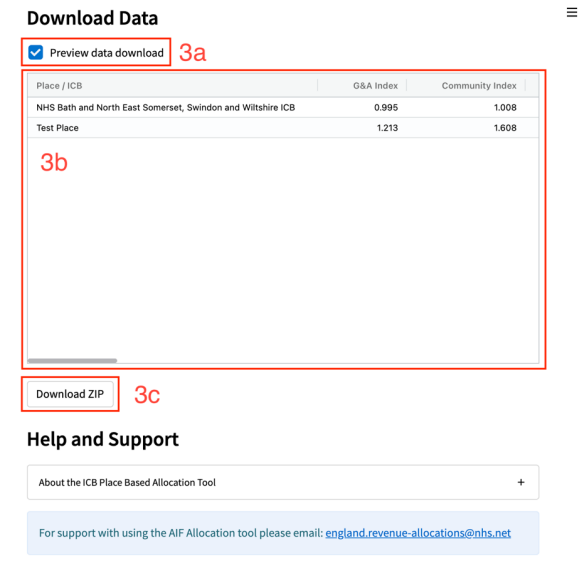 Download Data
Preview data download
3a
Place / ICB G&A Index Community Index
NHS Bath and North East Somerset, Swindon and Wiltshire ICB 0.995 1.008
Test Place 1.213 1.608
3b
Download ZIP
3c
Help and Support
About the ICB Place Based Allocation Tool +
For support with using the AIF Allocation tool please email: england.revenue-allocations@nhs.net